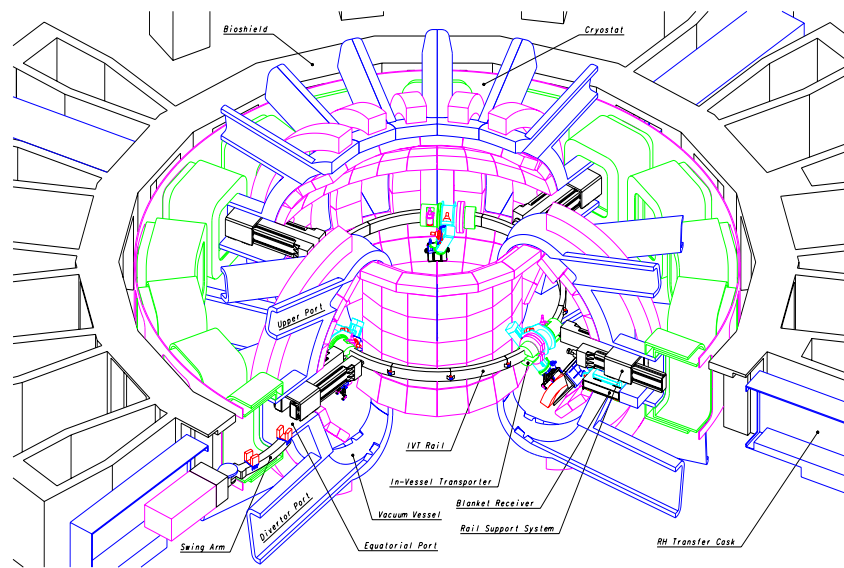 Bioshield
Cryostat
Upper Port
IVT Rail
In-Vessel Transporter
Blanket Receiver
Rail Support System
RH Transfer Cask
Vacuum Vessel
Equatorial Port
Divertor Port
Swing Arm